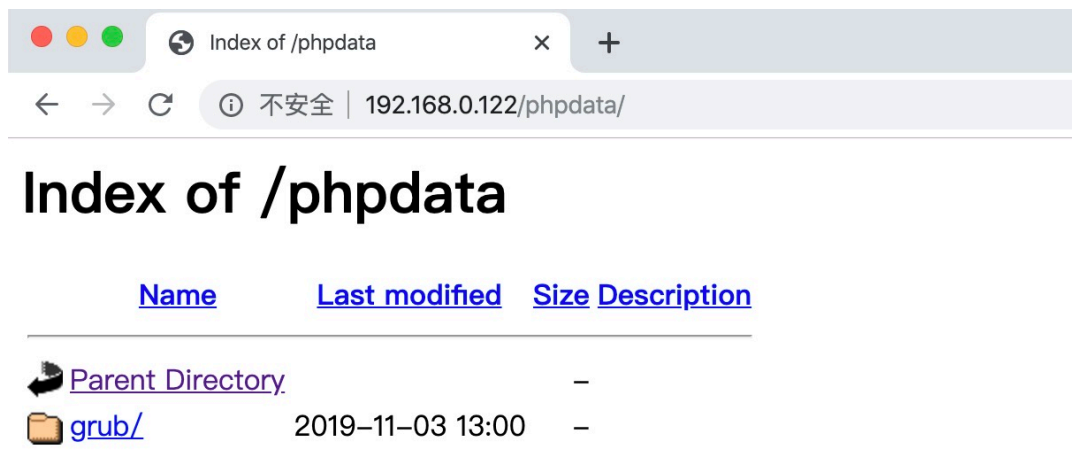 Index of /phpdata
不安全 | 192.168.0.122/phpdata/
Index of /phpdata
Name Last modified Size Description
Parent Directory –
grub/ 2019–11–03 13:00 –